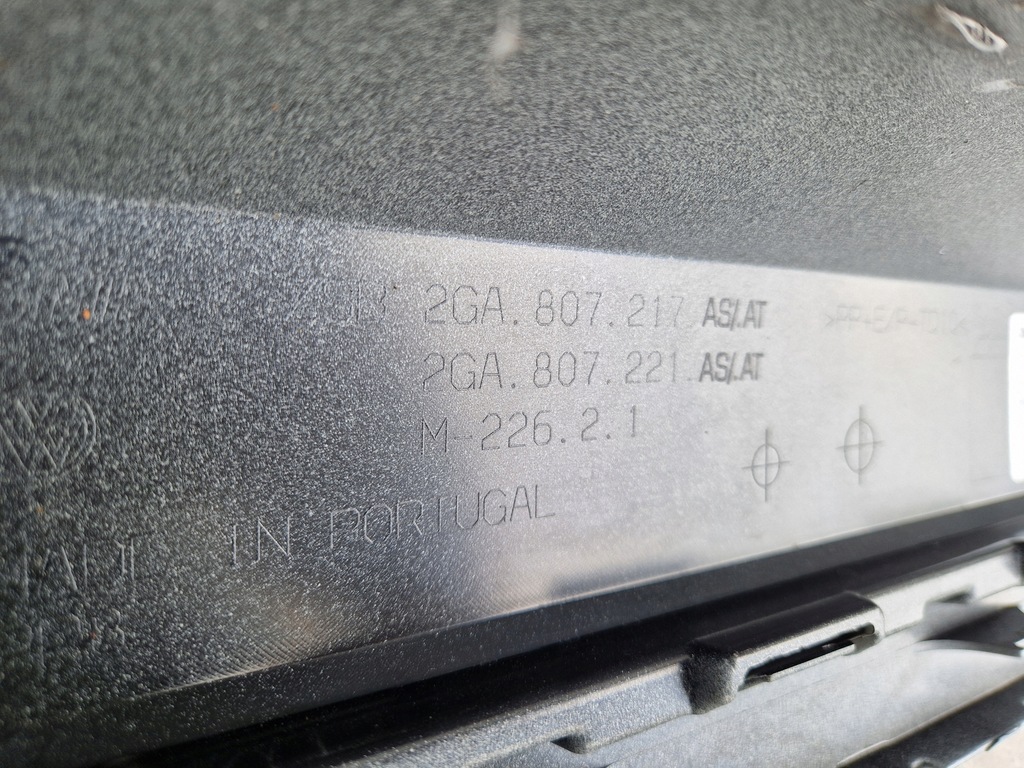 2GA.807.217.AS/.AT
2GA.807.221.AS/.AT
M-226.2.1
IN PORTUGAL